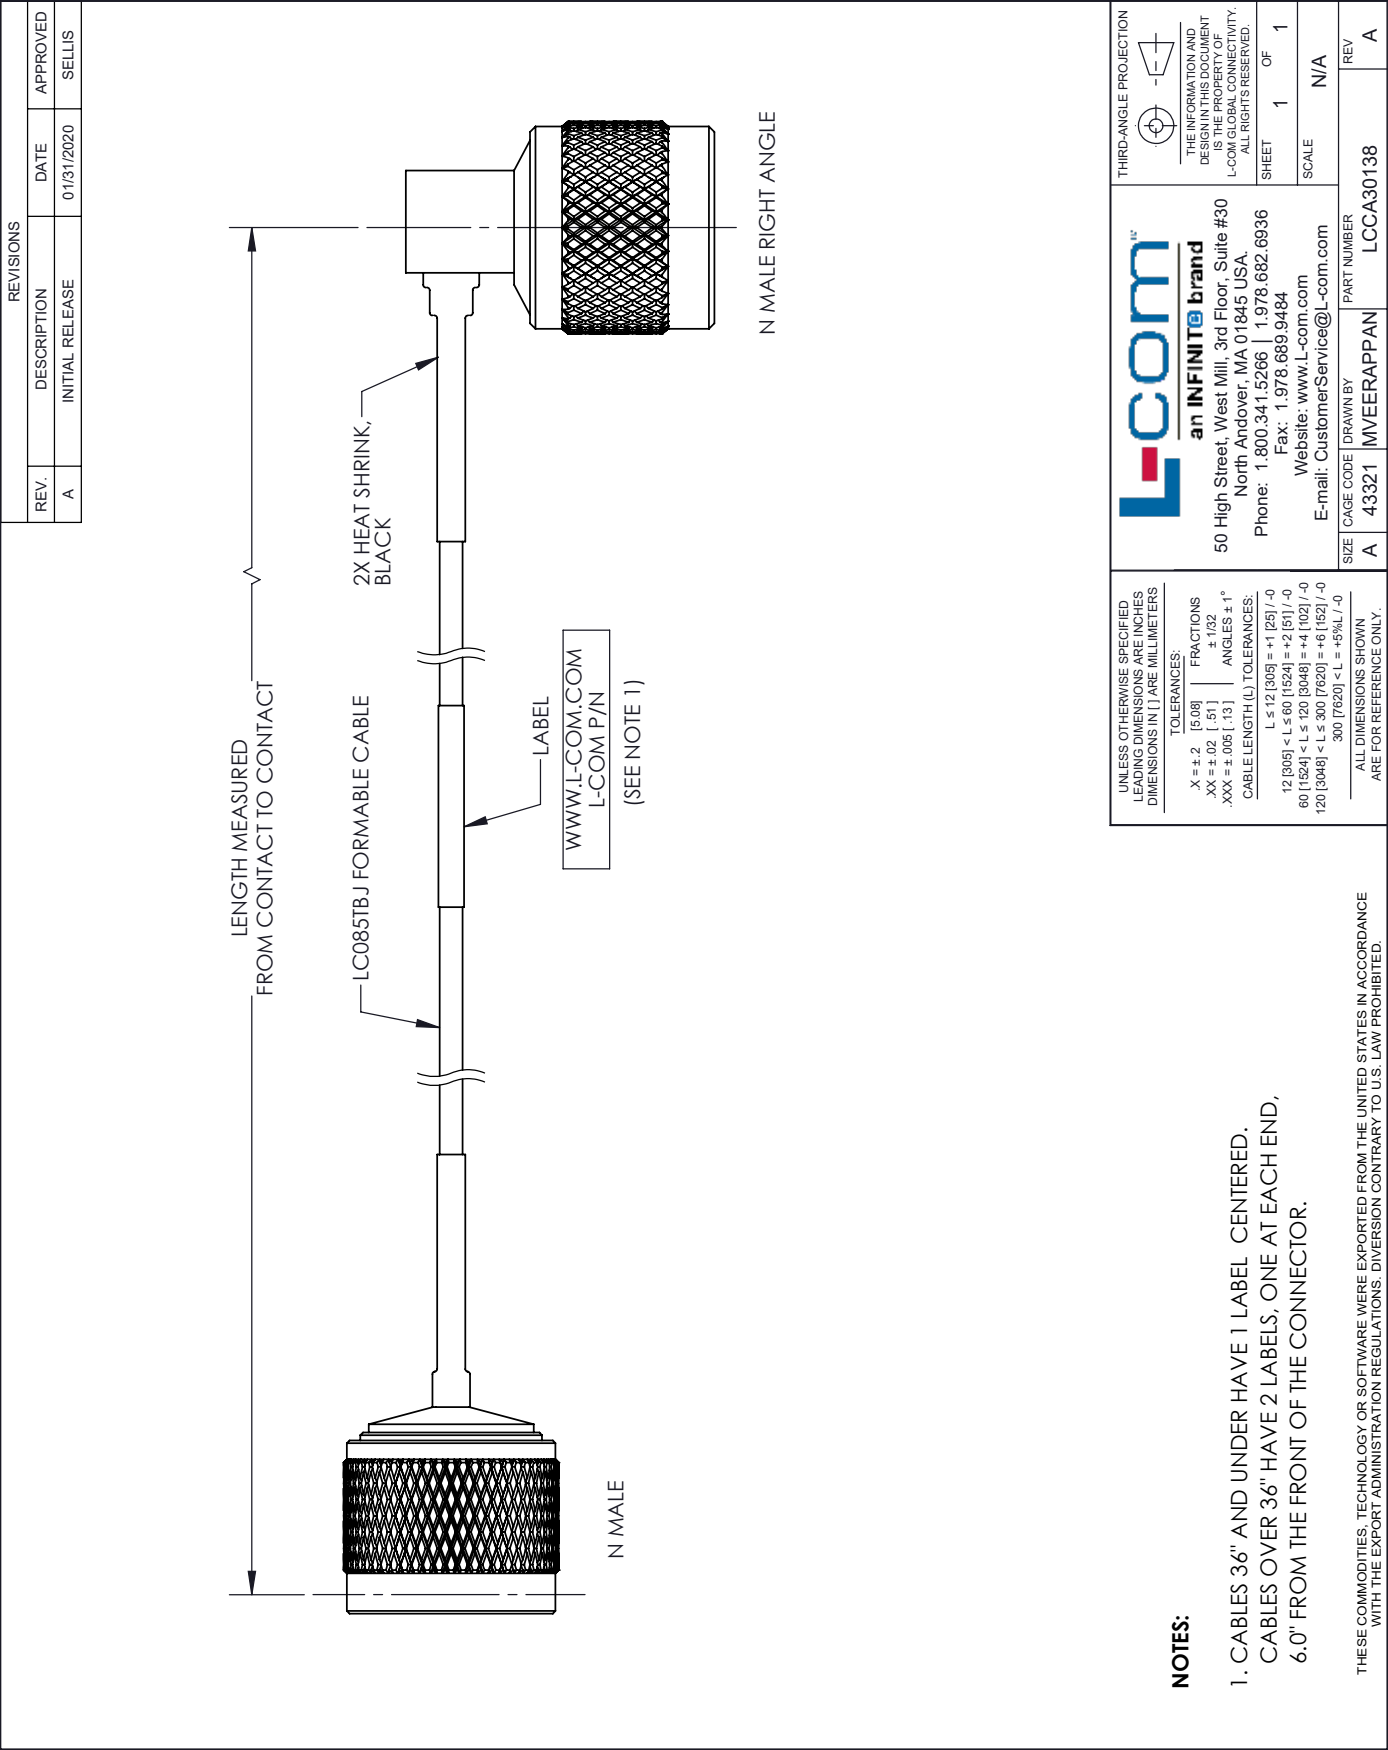 REVISIONS
REV. DESCRIPTION DATE APPROVED
A INITIAL RELEASE 01/31/2020 SELLIS
LENGTH MEASURED
FROM CONTACT TO CONTACT
LC085TBJ FORMABLE CABLE
2X HEAT SHRINK,
BLACK
LABEL
WWW.L-COM.COM
L-COM P/N
(SEE NOTE 1)
N MALE
N MALE RIGHT ANGLE
NOTES:
1. CABLES 36" AND UNDER HAVE 1 LABEL CENTERED.
CABLES OVER 36" HAVE 2 LABELS, ONE AT EACH END,
6.0" FROM THE FRONT OF THE CONNECTOR.
THESE COMMODITIES, TECHNOLOGY OR SOFTWARE WERE EXPORTED FROM THE UNITED STATES IN ACCORDANCE
WITH THE EXPORT ADMINISTRATION REGULATIONS. DIVERSION CONTRARY TO U.S. LAW PROHIBITED.
UNLESS OTHERWISE SPECIFIED
LEADING DIMENSIONS ARE INCHES
DIMENSIONS IN [ ] ARE MILLIMETERS
TOLERANCES:
.X = ± .2 [5.08] FRACTIONS
.XX = ± .02 [ .51 ] ± 1/32
.XXX = ± .005 [ .13 ] ANGLES ± 1°
CABLE LENGTH (L) TOLERANCES:
L ≤ 12 [305] = +1 [25] / -0
12 [305] < L ≤ 60 [1524] = +2 [51] / -0
60 [1524] < L ≤ 120 [3048] = +4 [102] / -0
120 [3048] < L ≤ 300 [7620] = +6 [152] / -0
300 [7620] < L = +5%L / -0
ALL DIMENSIONS SHOWN
ARE FOR REFERENCE ONLY.
L-com
an INFINITe brand
50 High Street, West Mill, 3rd Floor, Suite #30
North Andover, MA 01845 USA.
Phone: 1.800.341.5266 | 1.978.682.6936
Fax: 1.978.689.9484
Website: www.L-com.com
E-mail: CustomerService@L-com.com
THIRD-ANGLE PROJECTION
THE INFORMATION AND
DESIGN IN THIS DOCUMENT
IS THE PROPERTY OF
L-COM GLOBAL CONNECTIVITY.
ALL RIGHTS RESERVED.
SHEET 1 OF 1
SCALE N/A
SIZE A
CAGE CODE 43321
DRAWN BY MVEERAPPAN
PART NUMBER LCCA30138
REV A